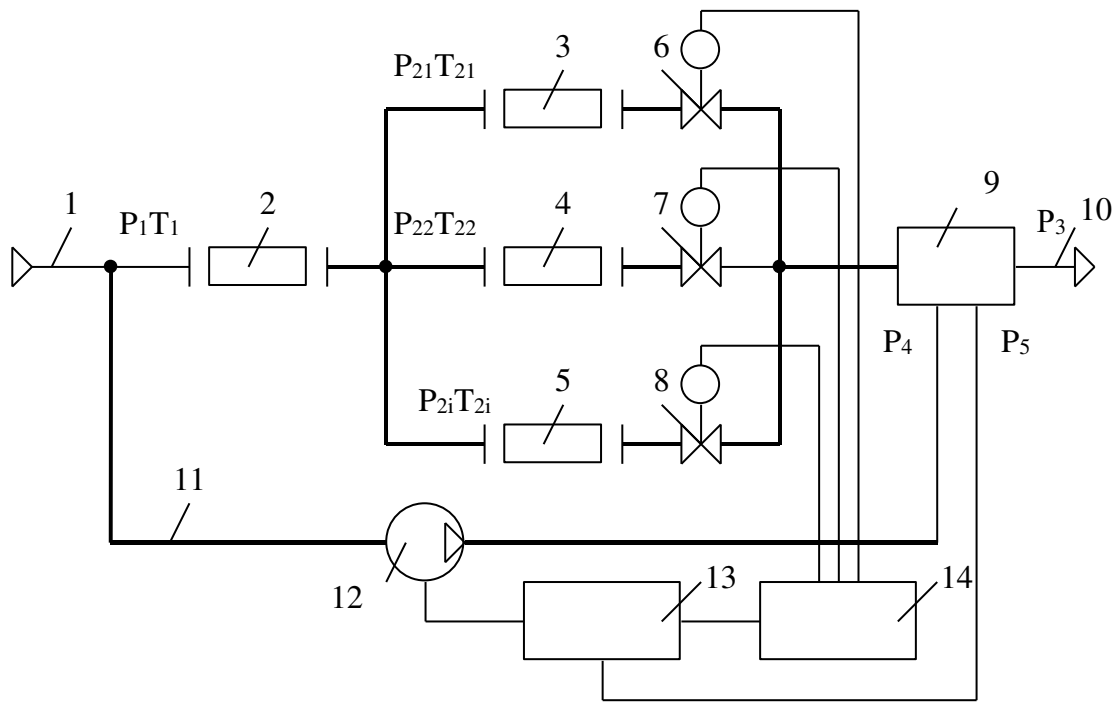 3 6
P₂₁T₂₁
1 P₁T₁ 2 P₂₂T₂₂ 4 7 9 P₃ 10
P₄ P₅
P₂ᵢT₂ᵢ 5 8
11
12 13 14